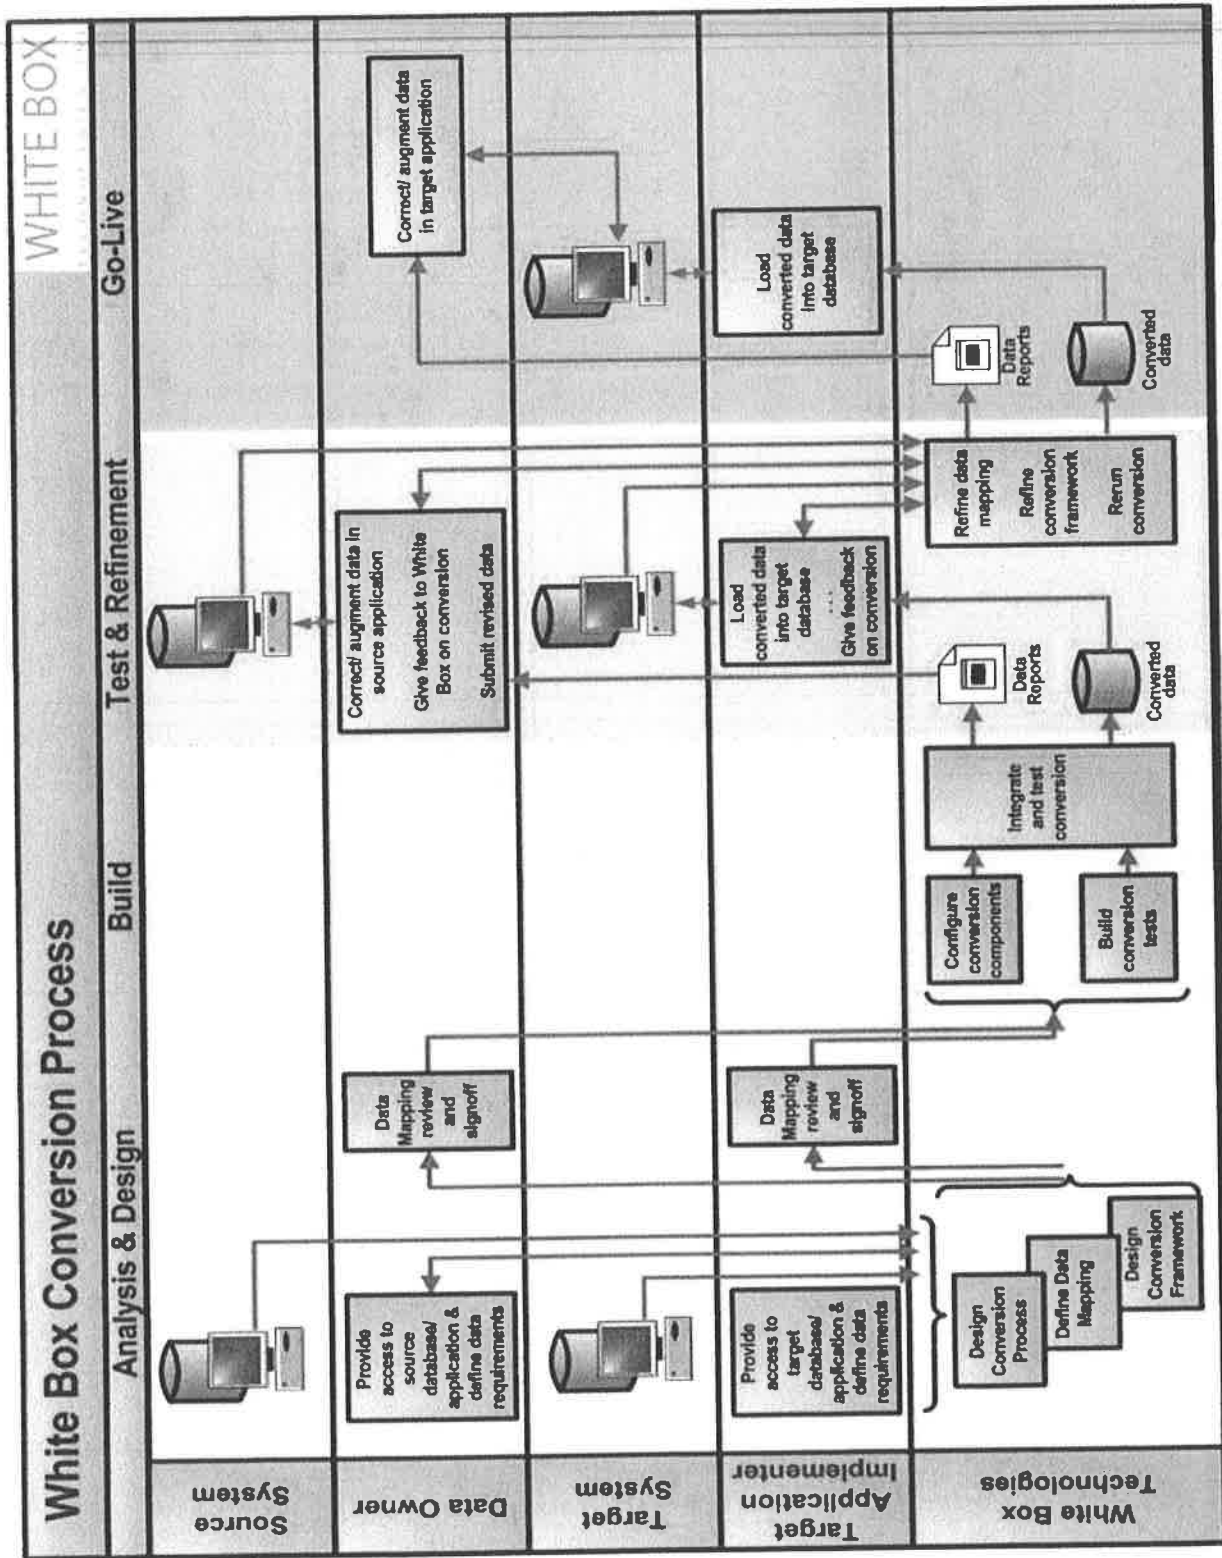 White Box Conversion Process
WHITE BOX
Analysis & Design
Build
Test & Refinement
Go-Live
Source
System
Data Owner
Provide
access to
source
database/
application &
define data
requirements
Data
Mapping
review
and
signoff
Correct/ augment data in
source application
Give feedback to White
Box on conversion
Submit revised data
Correct/ augment data
in target application
Target
System
Target
Application
Implementer
Provide
access to
target
database/
application &
define data
requirements
Data
Mapping
review
and
signoff
Load
converted data
into target
database
...
Give feedback
on conversion
Load
converted data
into target
database
White Box
Technologies
Design
Conversion
Process
Define Data
Mapping
Design
Conversion
Framework
Configure
conversion
components
Build
conversion
tests
Integrate
and test
conversion
Data
Reports
Converted
data
Refine data
mapping
Refine
conversion
framework
Rerun
conversion
Data
Reports
Converted
data